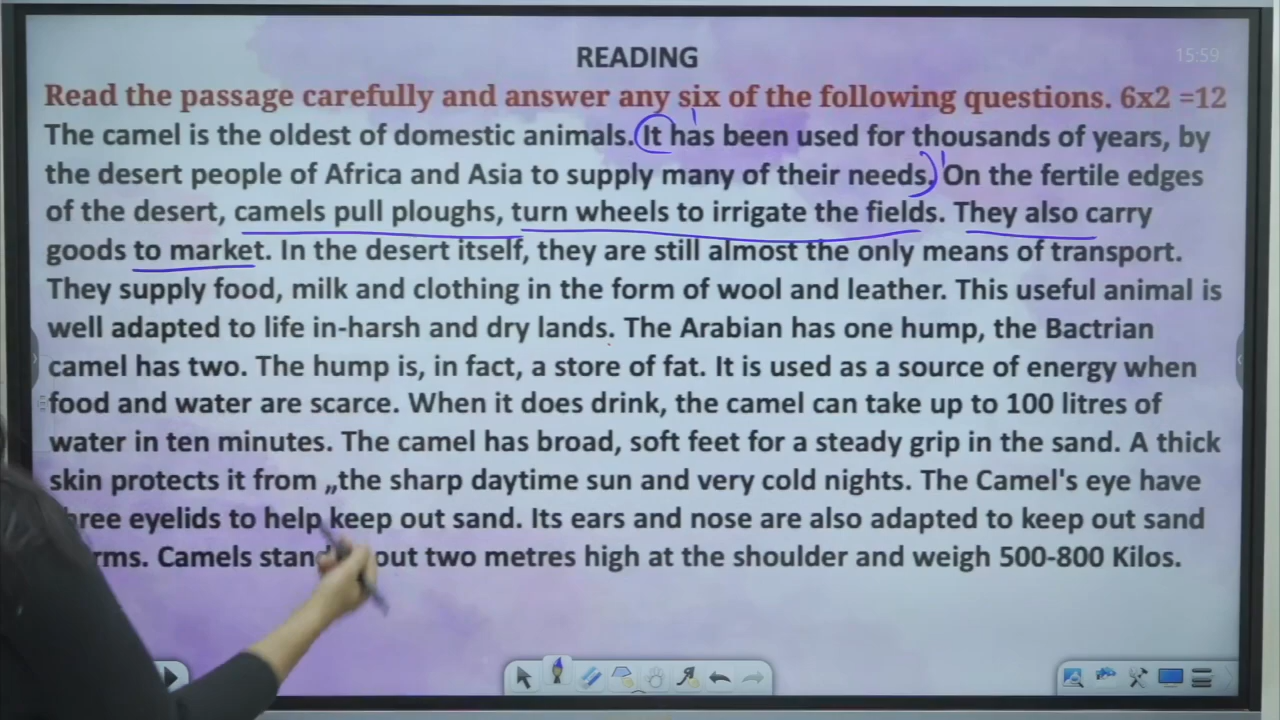 READING
15:59
Read the passage carefully and answer any six of the following questions. 6x2 =12
The camel is the oldest of domestic animals. It has been used for thousands of years, by
the desert people of Africa and Asia to supply many of their needs. On the fertile edges
of the desert, camels pull ploughs, turn wheels to irrigate the fields. They also carry
goods to market. In the desert itself, they are still almost the only means of transport.
They supply food, milk and clothing in the form of wool and leather. This useful animal is
well adapted to life in-harsh and dry lands. The Arabian has one hump, the Bactrian
camel has two. The hump is, in fact, a store of fat. It is used as a source of energy when
food and water are scarce. When it does drink, the camel can take up to 100 litres of
water in ten minutes. The camel has broad, soft feet for a steady grip in the sand. A thick
skin protects it from „the sharp daytime sun and very cold nights. The Camel's eye have
hree eyelids to help keep out sand. Its ears and nose are also adapted to keep out sand
rms. Camels stand out two metres high at the shoulder and weigh 500-800 Kilos.